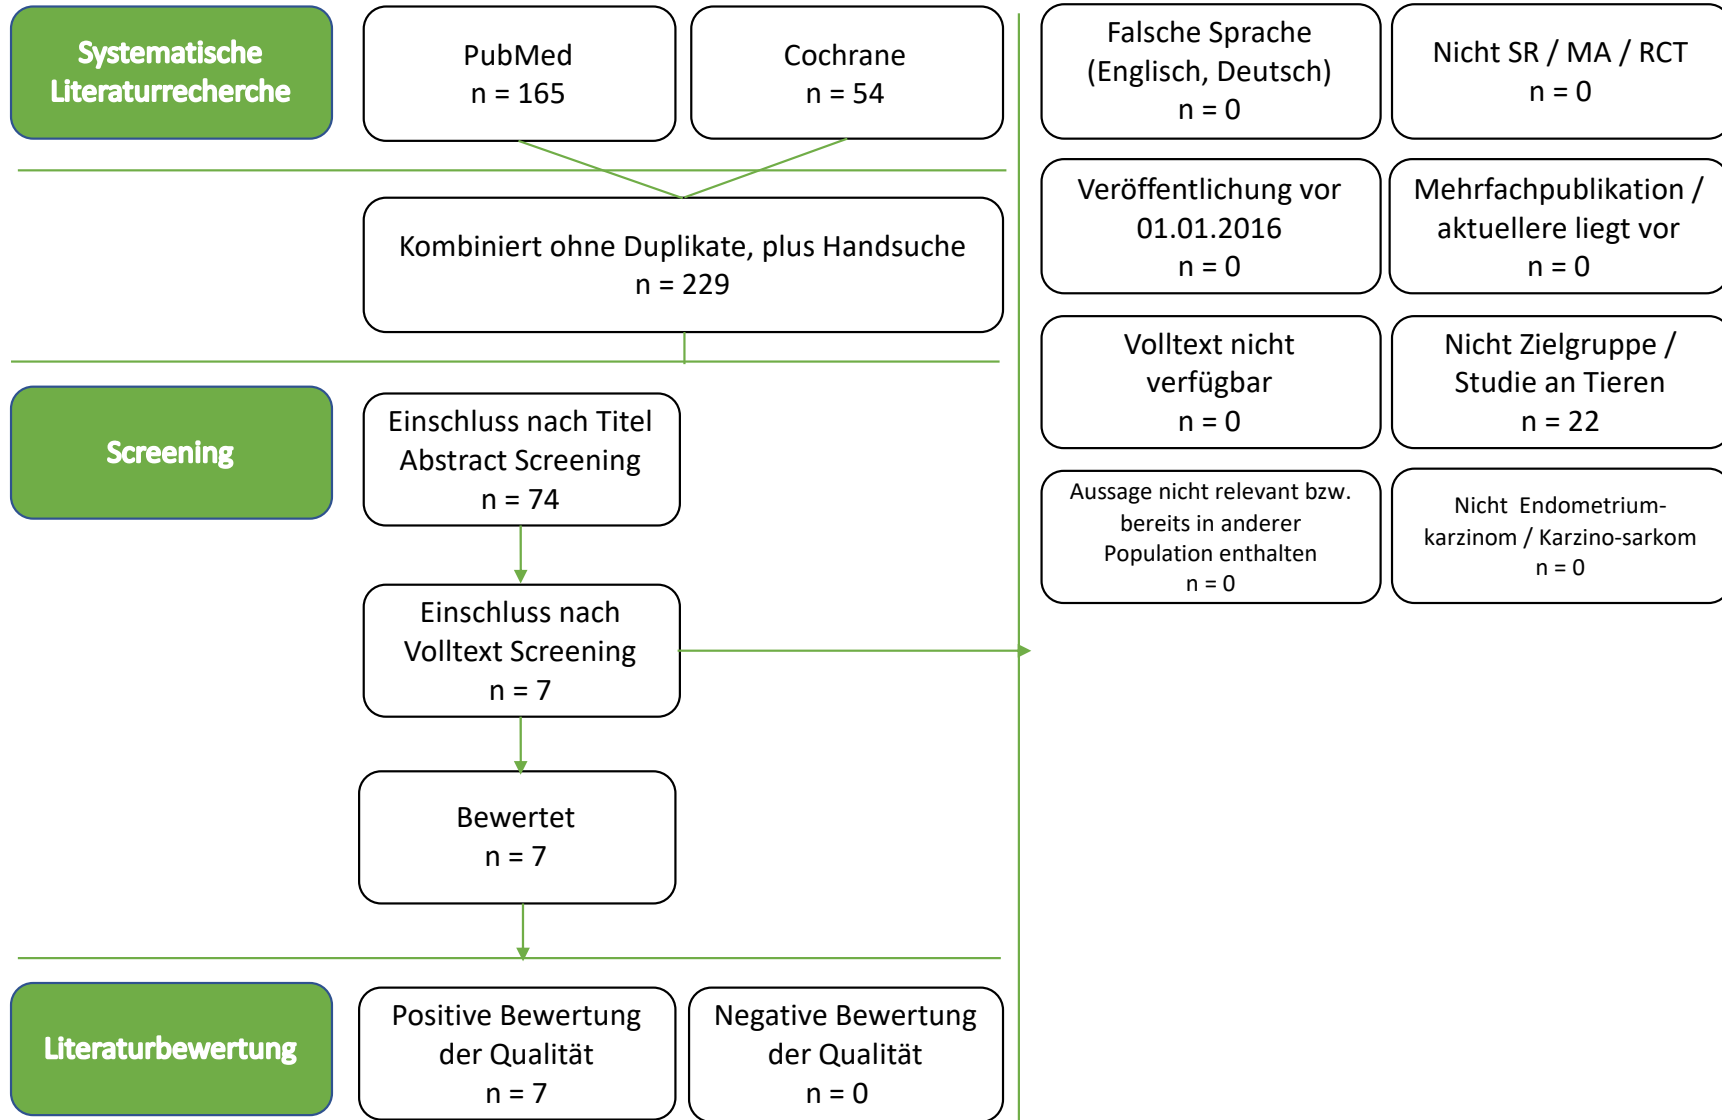 Systematische
Literaturrecherche
PubMed
n = 165
Cochrane
n = 54
Kombiniert ohne Duplikate, plus Handsuche
n = 229
Screening
Einschluss nach Titel
Abstract Screening
n = 74
Einschluss nach
Volltext Screening
n = 7
Bewertet
n = 7
Literaturbewertung
Positive Bewertung
der Qualität
n = 7
Negative Bewertung
der Qualität
n = 0
Falsche Sprache
(Englisch, Deutsch)
n = 0
Nicht SR / MA / RCT
n = 0
Veröffentlichung vor
01.01.2016
n = 0
Mehrfachpublikation /
aktuellere liegt vor
n = 0
Volltext nicht
verfügbar
n = 0
Nicht Zielgruppe /
Studie an Tieren
n = 22
Aussage nicht relevant bzw.
bereits in anderer
Population enthalten
n = 0
Nicht  Endometrium-
karzinom / Karzino-sarkom
n = 0